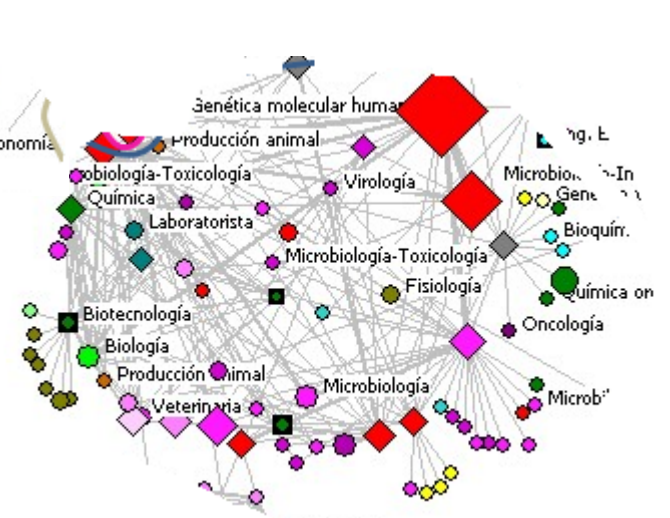 Genética molecular humana
onomía
Producción animal
obiología-Toxicología
Virología
Química
Laboratorista
Microbiología-Toxicología
Bioquím.
Fisiología
Química or
Biotecnología
Oncología
Biología
Producción animal
Microbiología
Veterinaria